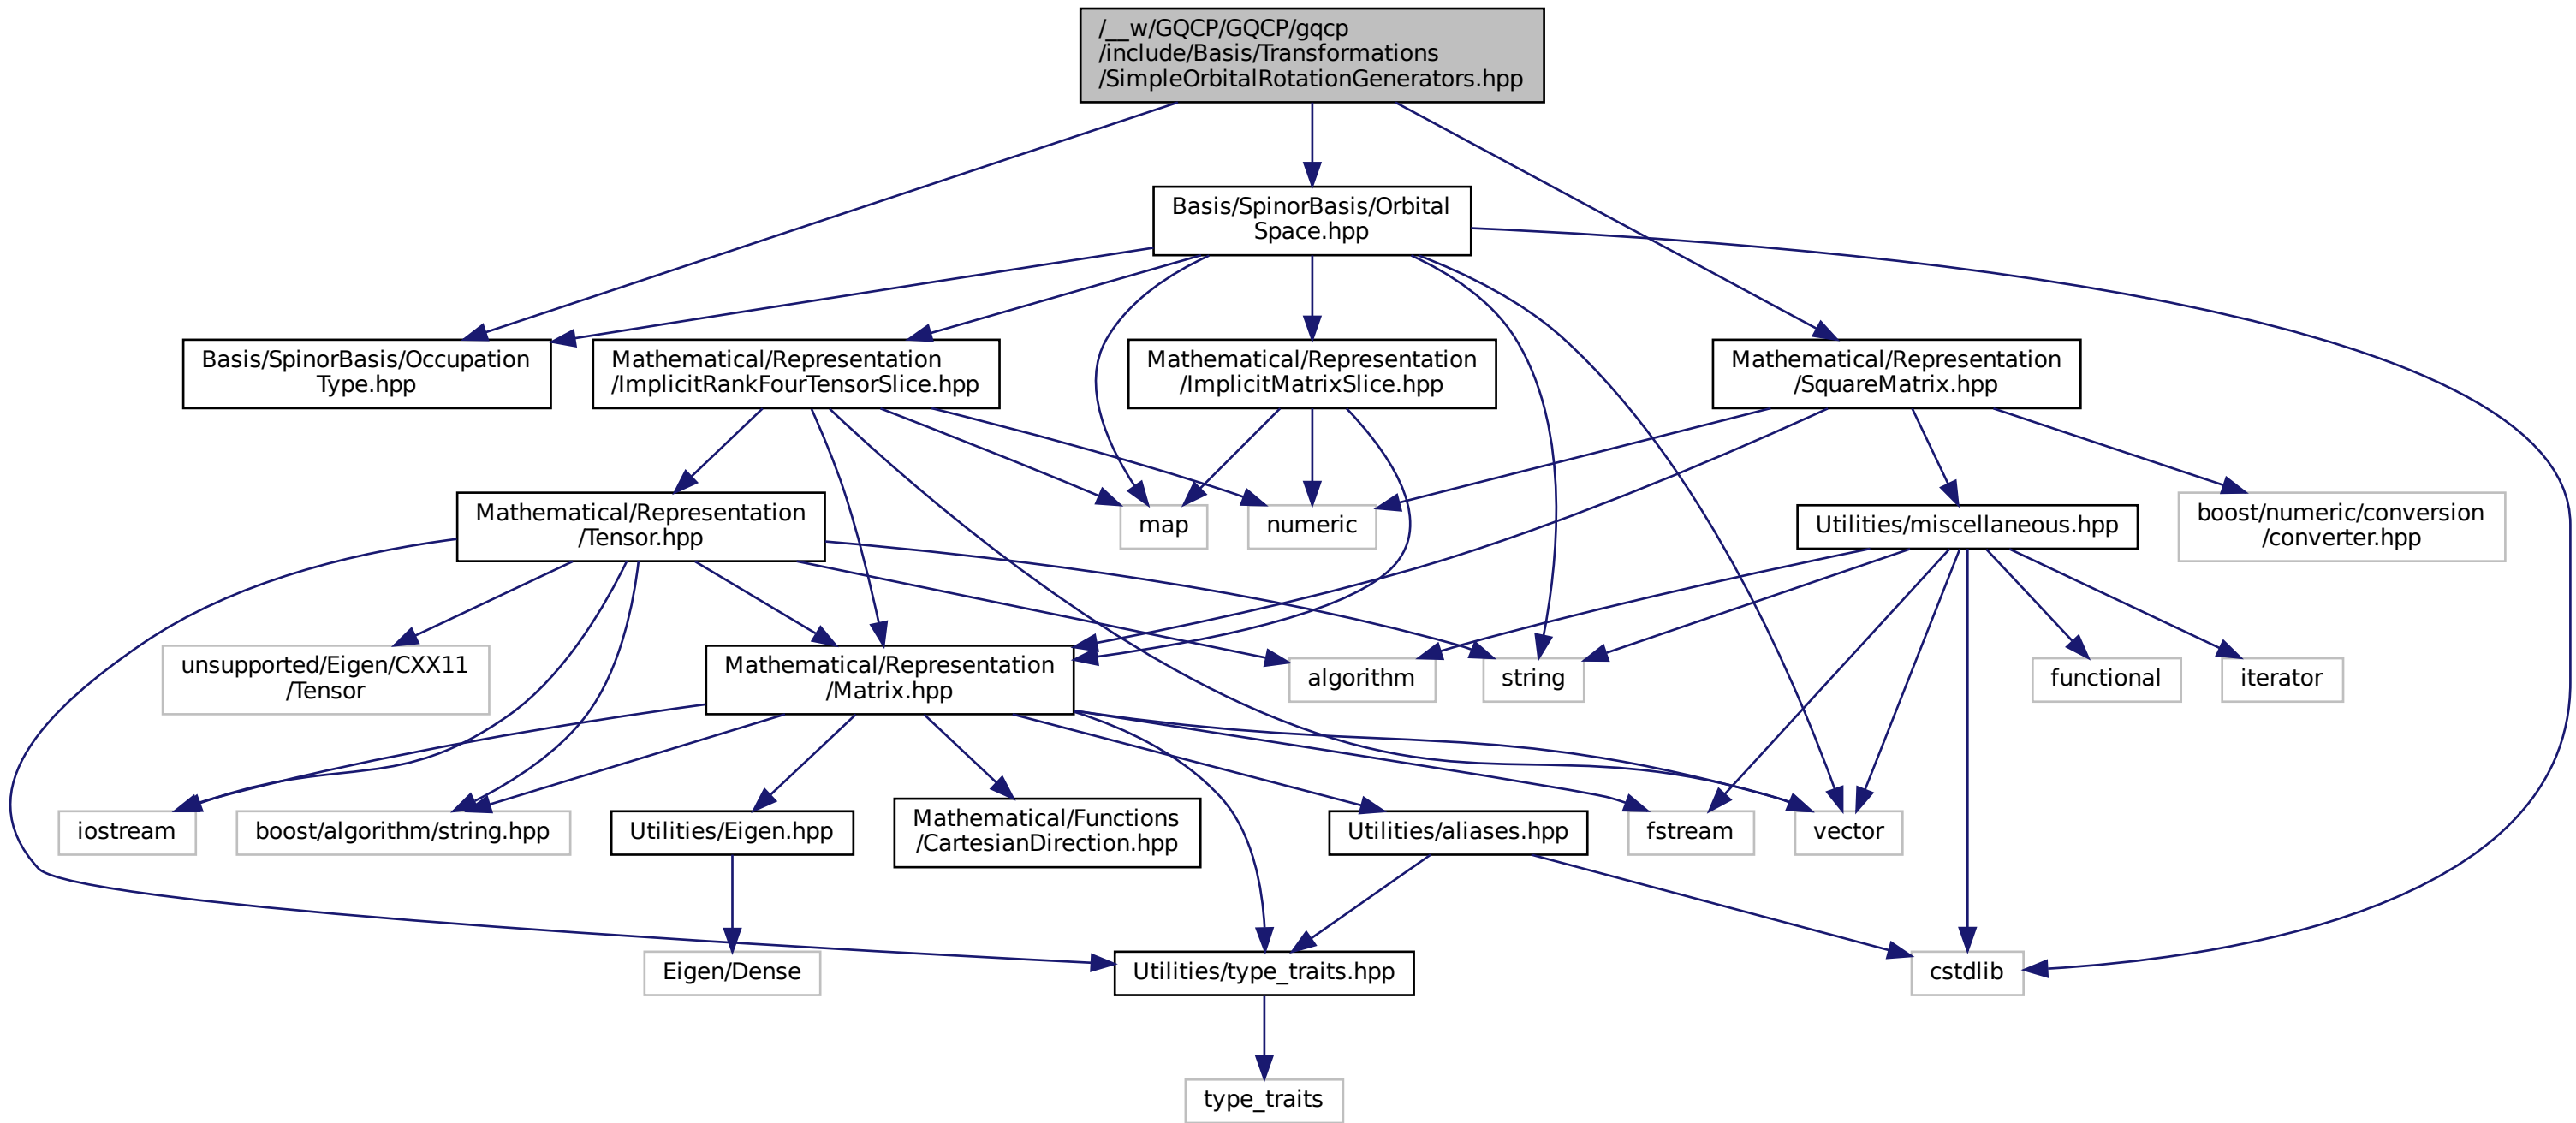 /__w/GQCP/GQCP/gqcp
/include/Basis/Transformations
/SimpleOrbitalRotationGenerators.hpp
Basis/SpinorBasis/Orbital
Space.hpp
Basis/SpinorBasis/Occupation
Type.hpp
Mathematical/Representation
/ImplicitRankFourTensorSlice.hpp
Mathematical/Representation
/ImplicitMatrixSlice.hpp
Mathematical/Representation
/SquareMatrix.hpp
Mathematical/Representation
/Tensor.hpp
map
numeric
Utilities/miscellaneous.hpp
boost/numeric/conversion
/converter.hpp
unsupported/Eigen/CXX11
/Tensor
Mathematical/Representation
/Matrix.hpp
algorithm
string
functional
iterator
iostream
boost/algorithm/string.hpp
Utilities/Eigen.hpp
Mathematical/Functions
/CartesianDirection.hpp
Utilities/aliases.hpp
fstream
vector
Eigen/Dense
Utilities/type_traits.hpp
cstdlib
type_traits